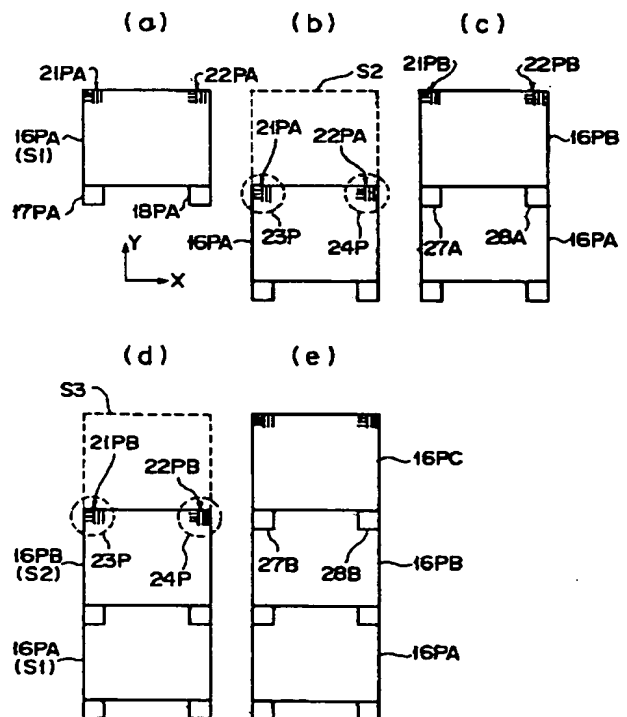 (a) (b) (c)
21PA 22PA S2 21PB 22PB
21PA 22PA
16PA
(S1) 16PB
17PA 18PA
16PA 23P 24P 27A 28A 16PA
Y
X
(d) (e)
S3
21PB
22PB 16PC
16PB
(S2) 23P 24P 27B 28B 16PB
16PA
(S1) 16PA